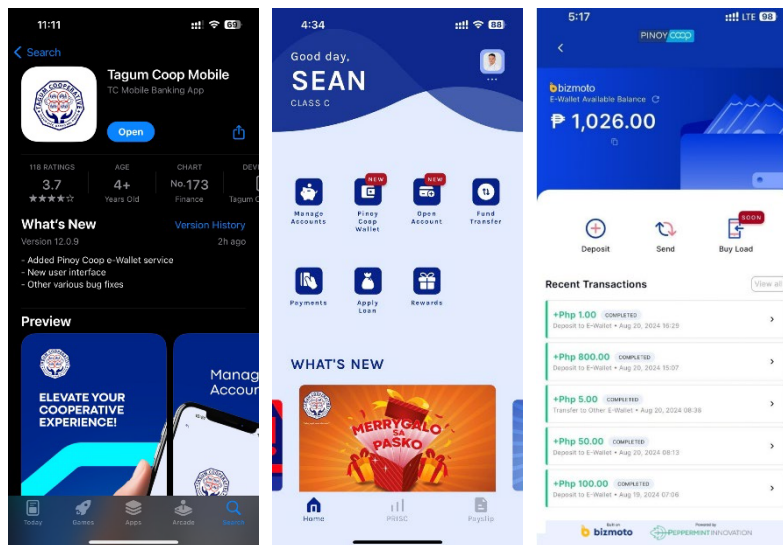 11:11
69
Search
Tagum Coop Mobile
TC Mobile Banking App
Open
118 RATINGS
AGE
CHART
DEV
3.7
4+
No.173
Years Old
Finance
Tagum C
What's New
Version History
Version 12.0.9
2h ago
- Added Pinoy Coop e-Wallet service
- New user interface
- Other various bug fixes
Preview
ELEVATE YOUR
COOPERATIVE
EXPERIENCE!
Manag
Accour
Today
Games
Apps
Arcade
Search
4:34
88
Good day,
SEAN
CLASS C
NEW
NEW
Manage
Accounts
Pinoy
Coop
Wallet
Open
Account
Fund
Transfer
Payments
Apply
Loan
Rewards
WHAT'S NEW
MERRYGALO
SA
PASKO
Home
PRISC
Payslip
5:17
LTE 98
PINOY COOP
bizmoto
E-Wallet Available Balance
₱ 1,026.00
SOON
Deposit
Send
Buy Load
Recent Transactions
View all
+Php 1.00 COMPLETED
Deposit to E-Wallet • Aug 20, 2024 16:29
+Php 800.00 COMPLETED
Deposit to E-Wallet • Aug 20, 2024 15:07
+Php 5.00 COMPLETED
Transfer to Other E-Wallet • Aug 20, 2024 08:36
+Php 50.00 COMPLETED
Deposit to E-Wallet • Aug 20, 2024 08:13
+Php 100.00 COMPLETED
Deposit to E-Wallet • Aug 19, 2024 07:06
Built on
bizmoto
Powered by
PEPPERMINT INNOVATION